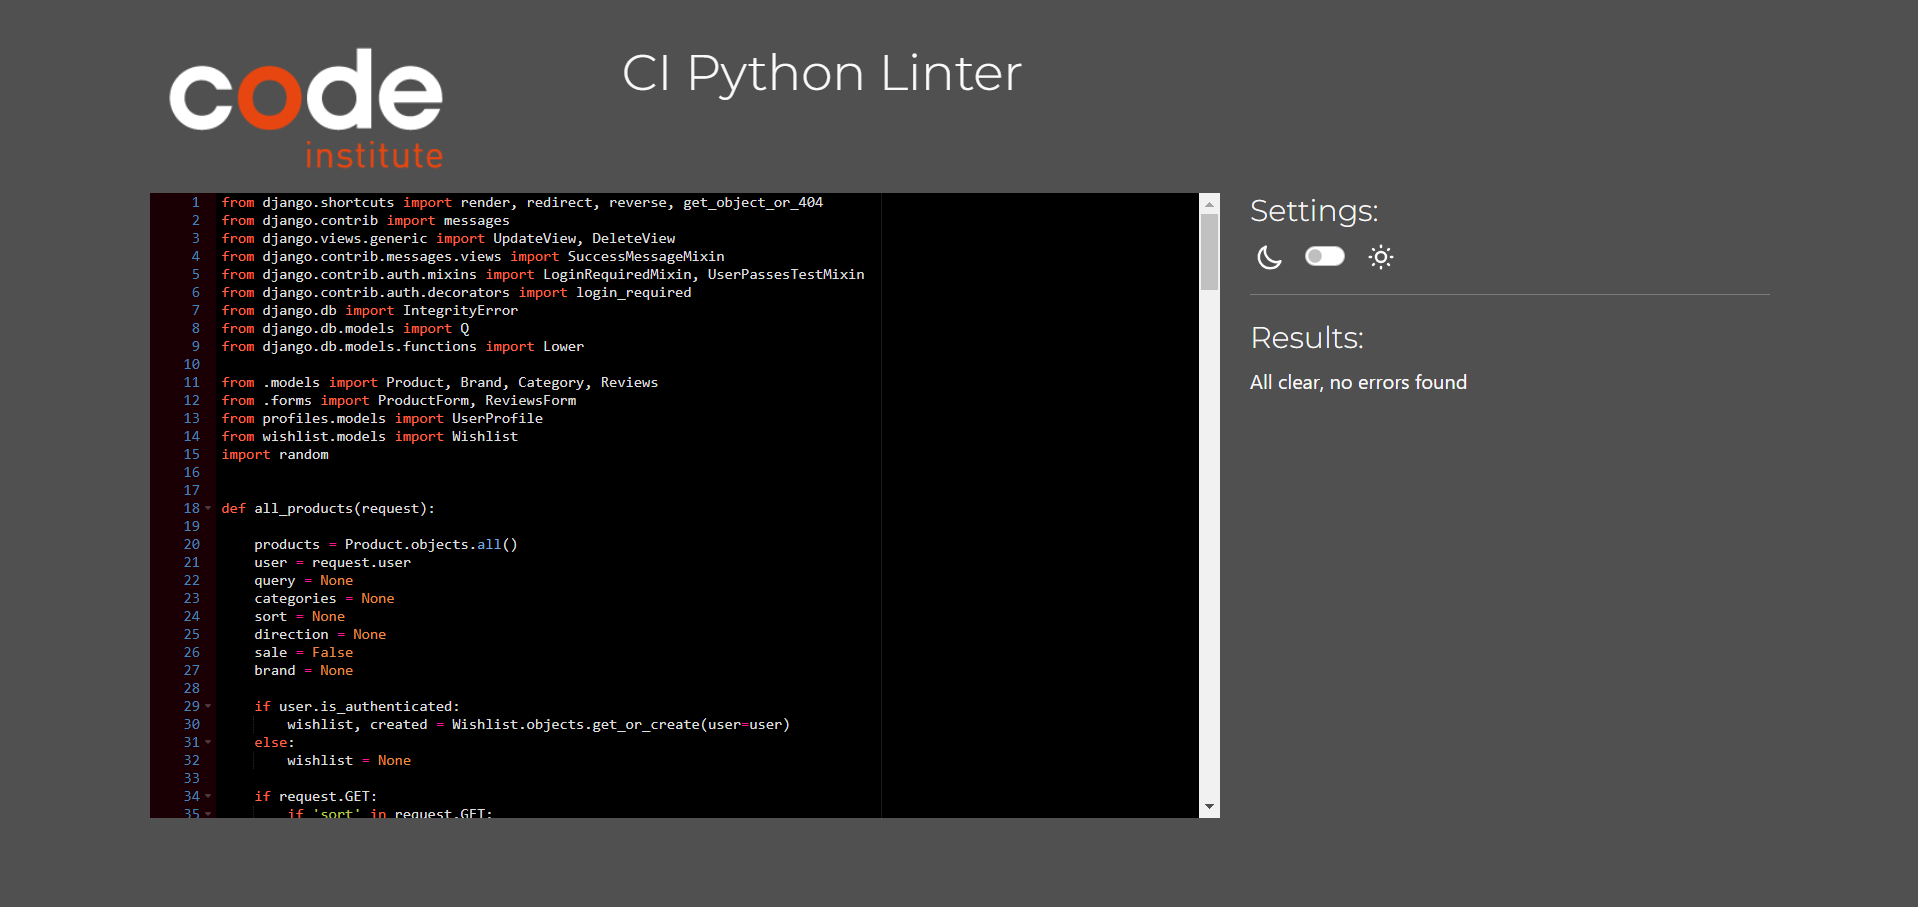 code
institute
CI Python Linter
1 from django.shortcuts import render, redirect, reverse, get_object_or_404
2 from django.contrib import messages
3 from django.views.generic import UpdateView, DeleteView
4 from django.contrib.messages.views import SuccessMessageMixin
5 from django.contrib.auth.mixins import LoginRequiredMixin, UserPassesTestMixin
6 from django.contrib.auth.decorators import login_required
7 from django.db import IntegrityError
8 from django.db.models import Q
9 from django.db.models.functions import Lower
10
11 from .models import Product, Brand, Category, Reviews
12 from .forms import ProductForm, ReviewsForm
13 from profiles.models import UserProfile
14 from wishlist.models import Wishlist
15 import random
16
17
18 def all_products(request):
19
20     products = Product.objects.all()
21     user = request.user
22     query = None
23     categories = None
24     sort = None
25     direction = None
26     sale = False
27     brand = None
28
29     if user.is_authenticated:
30         wishlist, created = Wishlist.objects.get_or_create(user=user)
31     else:
32         wishlist = None
33
34     if request.GET:
35         if 'sort' in request.GET:
Settings:
Results:
All clear, no errors found